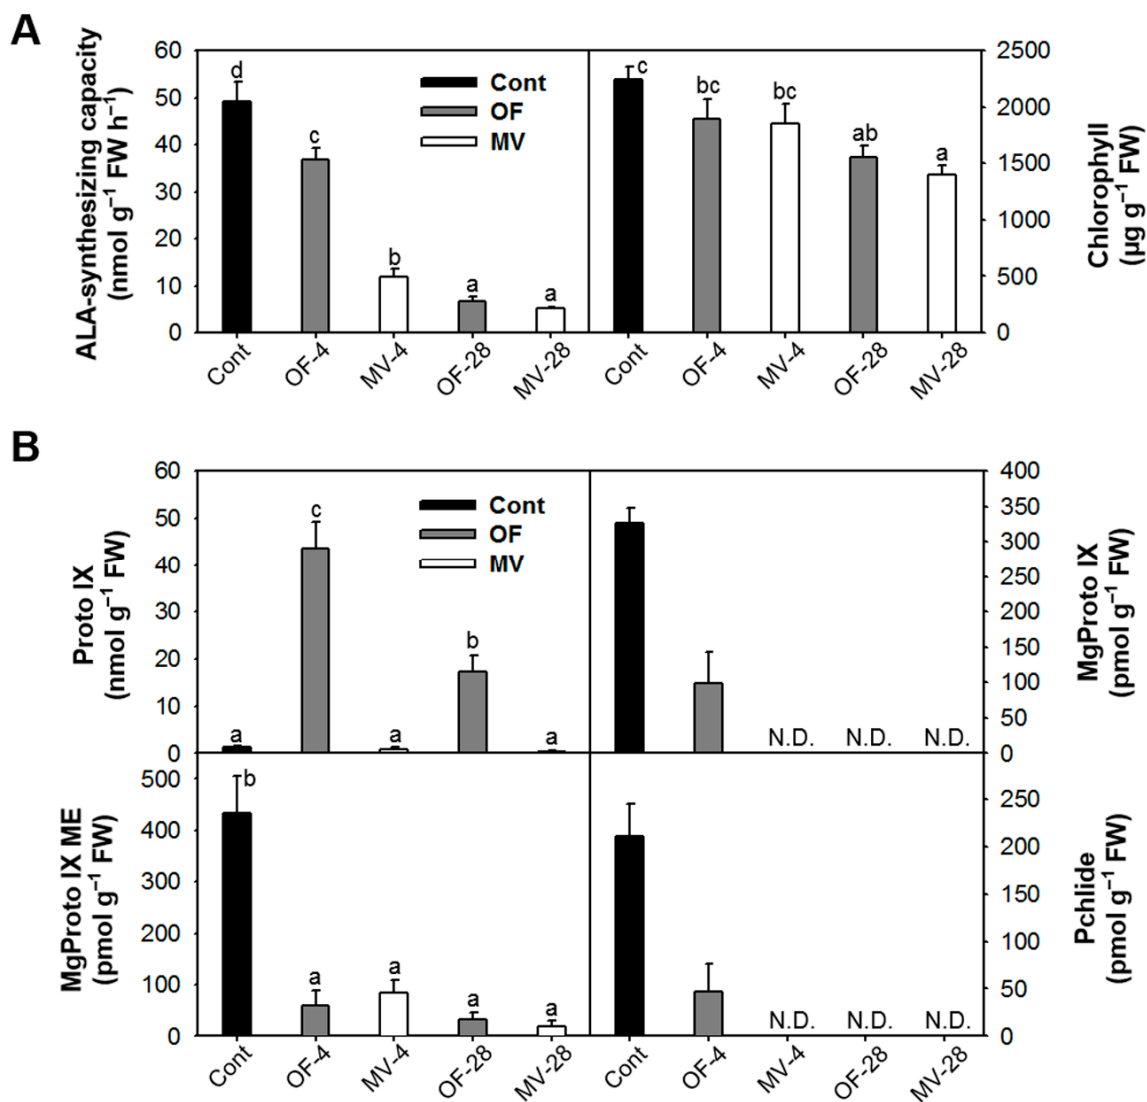 A
ALA-synthesizing capacity
(nmol g⁻¹ FW h⁻¹)
60
50
40
30
20
10
0
d
c
b
a
a
Cont
OF
MV
Cont
OF-4
MV-4
OF-28
MV-28
c
bc
bc
ab
a
2500
2000
1500
1000
500
0
Chlorophyll
(µg g⁻¹ FW)
Cont
OF-4
MV-4
OF-28
MV-28
B
Proto IX
(nmol g⁻¹ FW)
60
50
40
30
20
10
0
a
c
a
b
a
Cont
OF
MV
N.D.
N.D.
N.D.
400
350
300
250
200
150
100
50
0
MgProto IX
(pmol g⁻¹ FW)
MgProto IX ME
(pmol g⁻¹ FW)
500
400
300
200
100
0
b
a
a
a
a
Cont
OF-4
MV-4
OF-28
MV-28
N.D.
N.D.
N.D.
250
200
150
100
50
0
Pchlide
(pmol g⁻¹ FW)
Cont
OF-4
MV-4
OF-28
MV-28